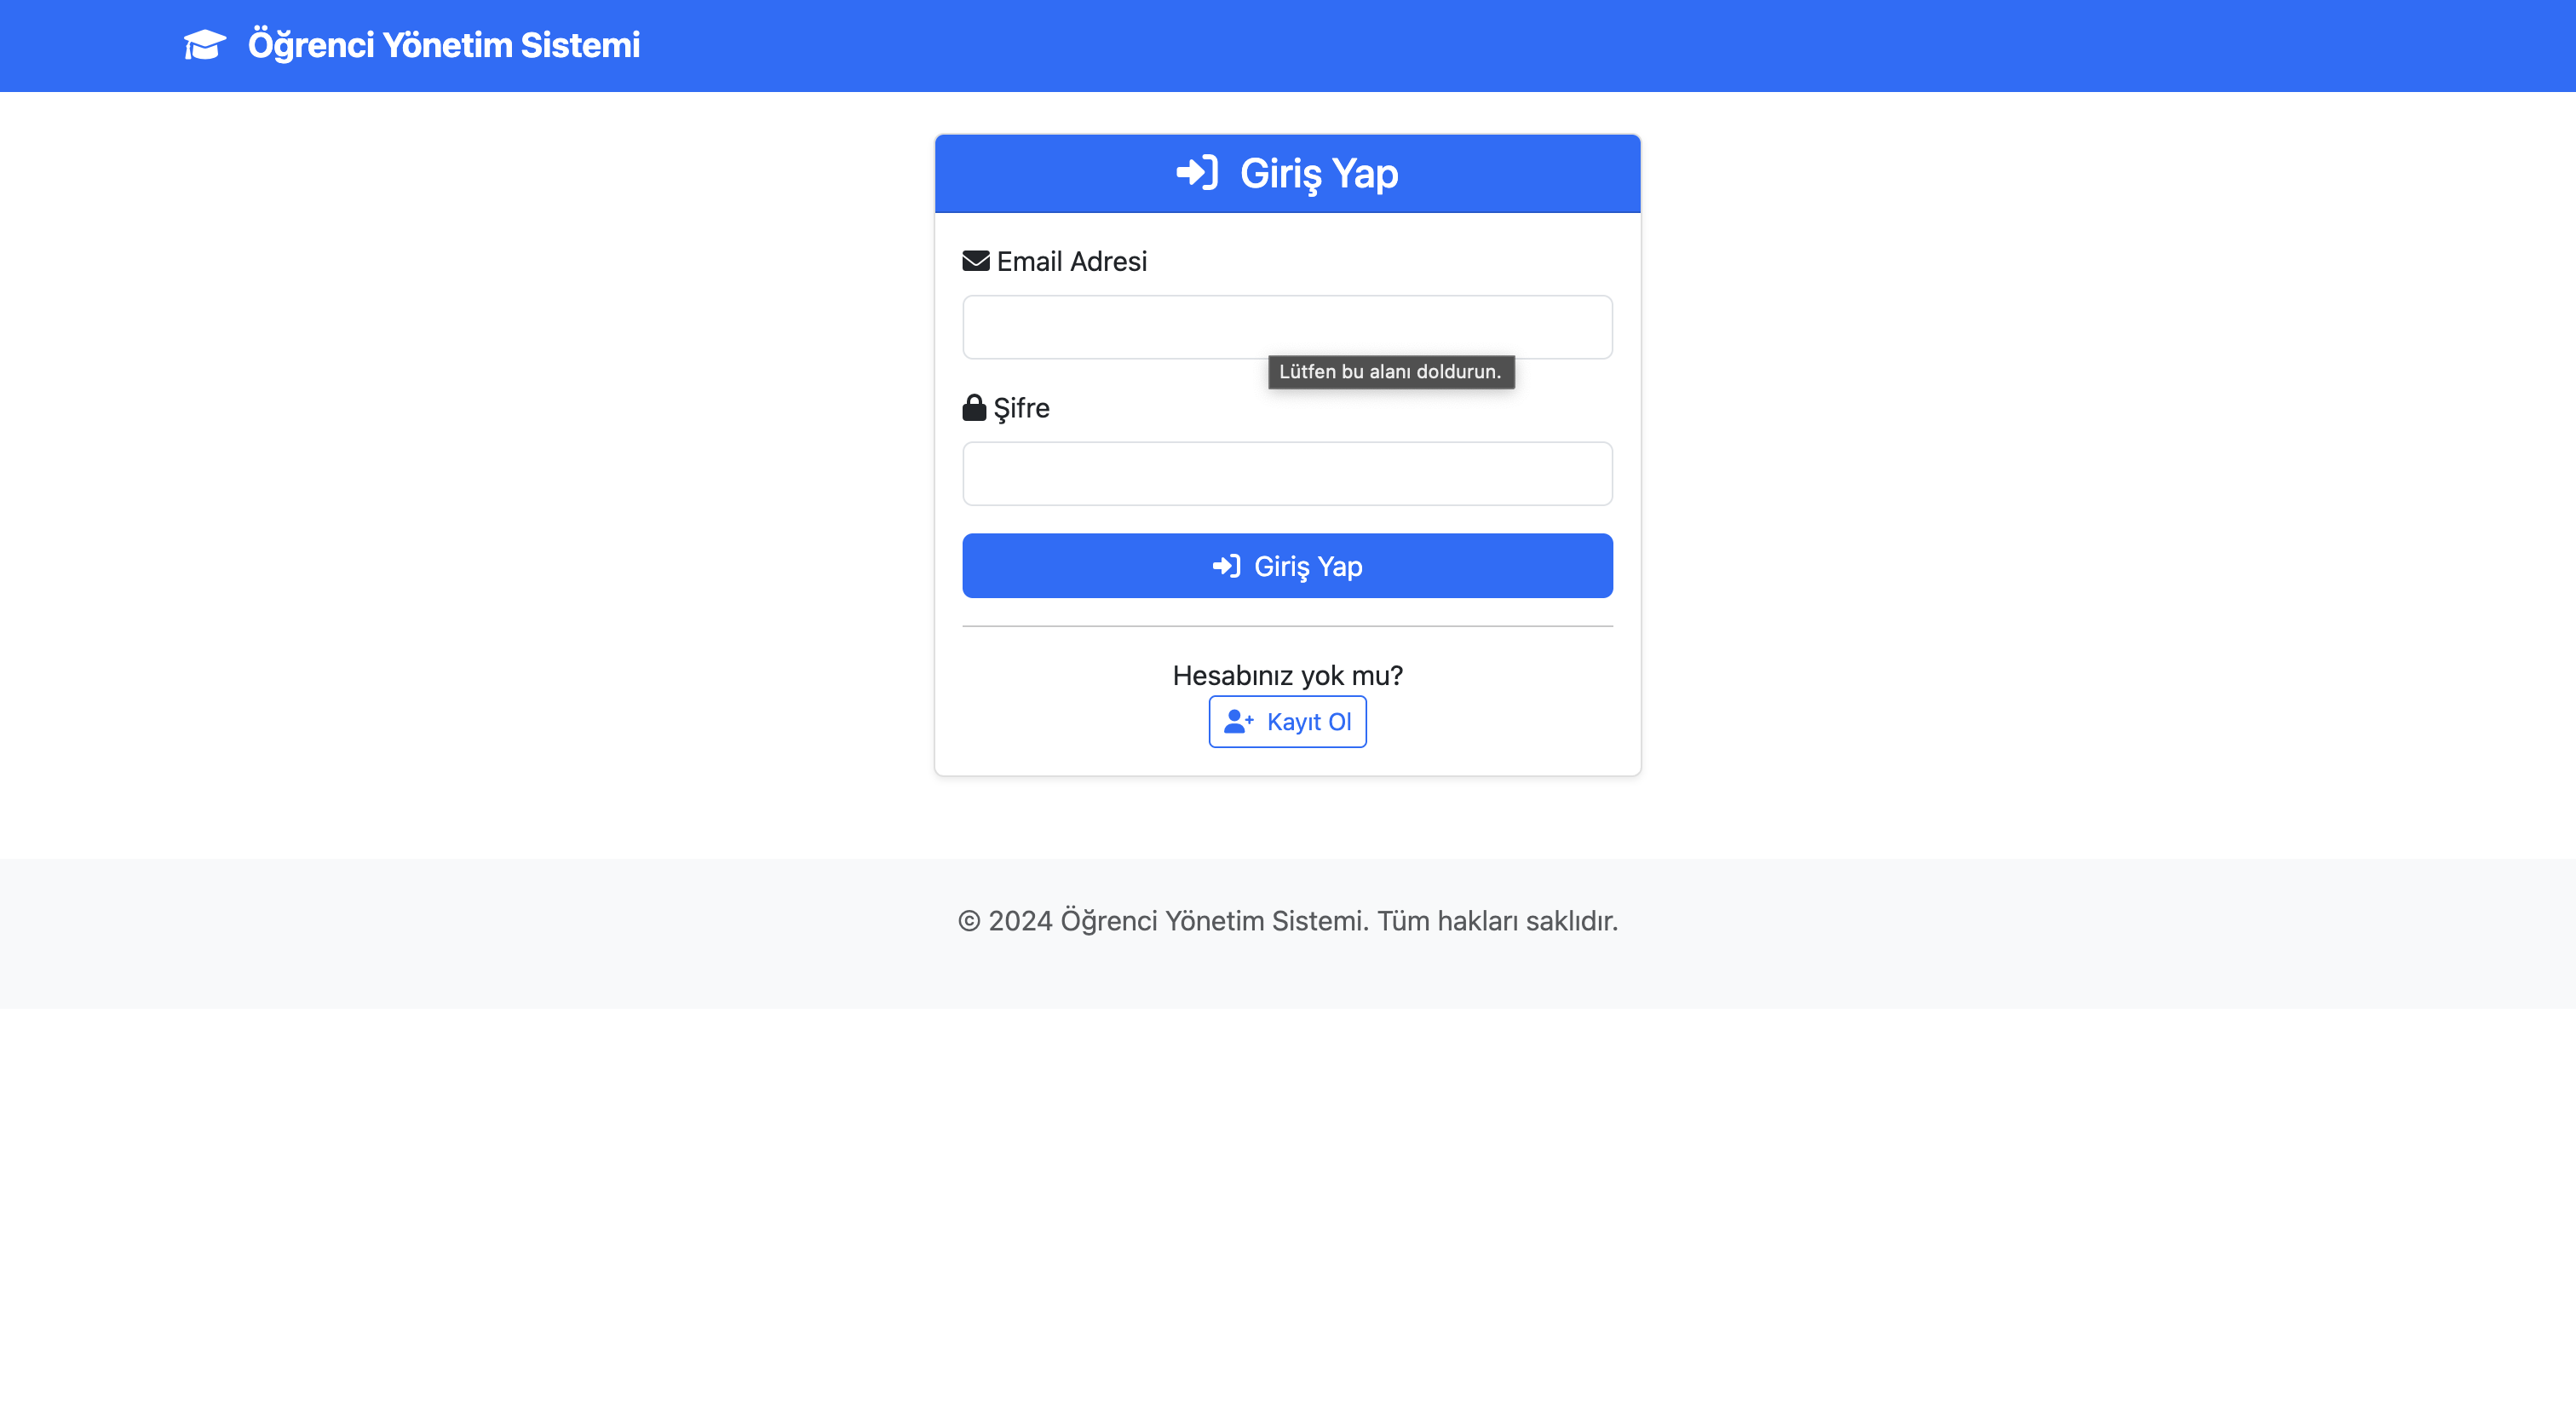 Öğrenci Yönetim Sistemi
Giriş Yap
Email Adresi
Lütfen bu alanı doldurun.
Şifre
Giriş Yap
Hesabınız yok mu?
Kayıt Ol
© 2024 Öğrenci Yönetim Sistemi. Tüm hakları saklıdır.